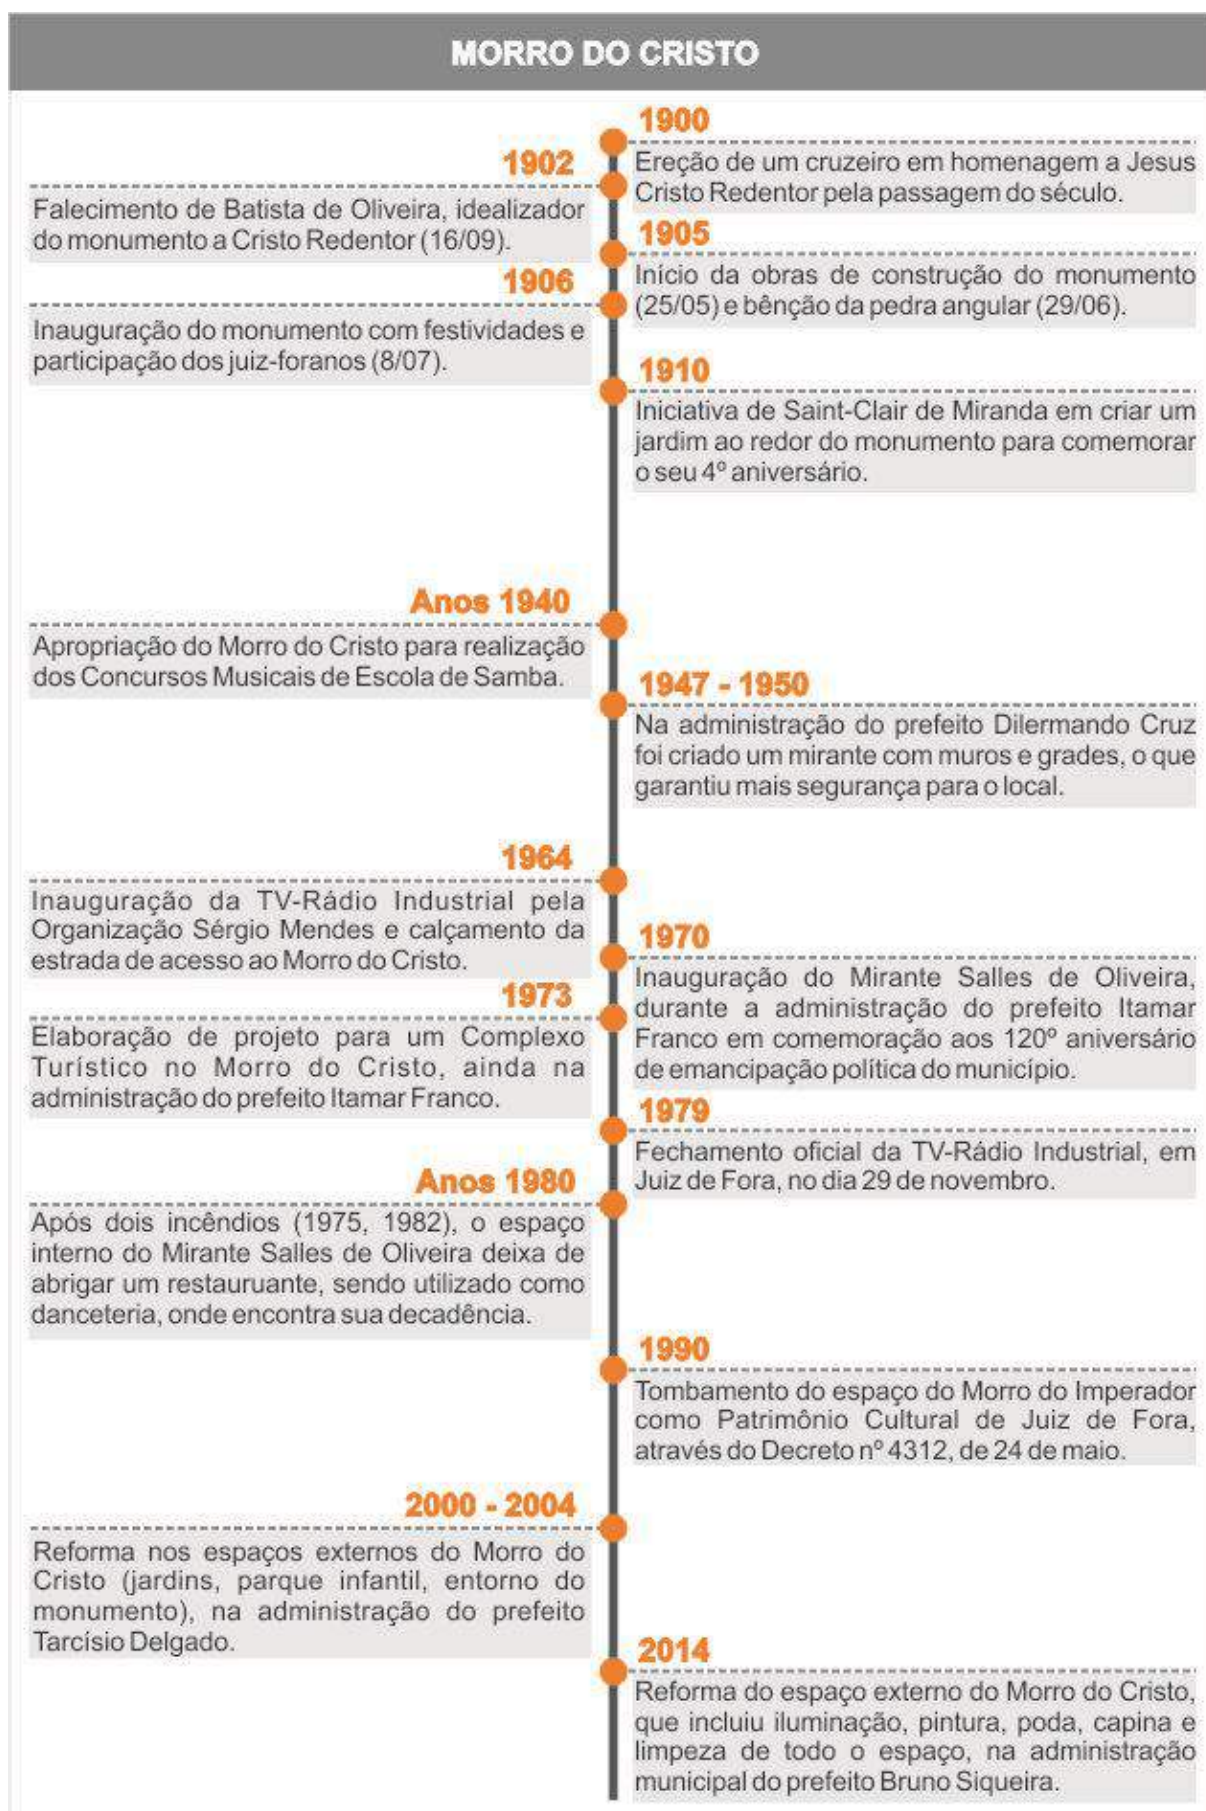 MORRO DO CRISTO
1900
Ereção de um cruzeiro em homenagem a Jesus
Cristo Redentor pela passagem do século.
1902
Falecimento de Batista de Oliveira, idealizador
do monumento a Cristo Redentor (16/09).
1905
Início da obras de construção do monumento
(25/05) e bênção da pedra angular (29/06).
1906
Inauguração do monumento com festividades e
participação dos juiz-foranos (8/07).
1910
Iniciativa de Saint-Clair de Miranda em criar um
jardim ao redor do monumento para comemorar
o seu 4º aniversário.
Anos 1940
Apropriação do Morro do Cristo para realização
dos Concursos Musicais de Escola de Samba.
1947 - 1950
Na administração do prefeito Dilermando Cruz
foi criado um mirante com muros e grades, o que
garantiu mais segurança para o local.
1964
Inauguração da TV-Rádio Industrial pela
Organização Sérgio Mendes e calçamento da
estrada de acesso ao Morro do Cristo.
1970
Inauguração do Mirante Salles de Oliveira,
durante a administração do prefeito Itamar
Franco em comemoração aos 120º aniversário
de emancipação política do município.
1973
Elaboração de projeto para um Complexo
Turístico no Morro do Cristo, ainda na
administração do prefeito Itamar Franco.
1979
Fechamento oficial da TV-Rádio Industrial, em
Juiz de Fora, no dia 29 de novembro.
Anos 1980
Após dois incêndios (1975, 1982), o espaço
interno do Mirante Salles de Oliveira deixa de
abrigar um restauruante, sendo utilizado como
danceteria, onde encontra sua decadência.
1990
Tombamento do espaço do Morro do Imperador
como Patrimônio Cultural de Juiz de Fora,
através do Decreto nº 4312, de 24 de maio.
2000 - 2004
Reforma nos espaços externos do Morro do
Cristo (jardins, parque infantil, entorno do
monumento), na administração do prefeito
Tarcísio Delgado.
2014
Reforma do espaço externo do Morro do Cristo,
que incluiu iluminação, pintura, poda, capina e
limpeza de todo o espaço, na administração
municipal do prefeito Bruno Siqueira.